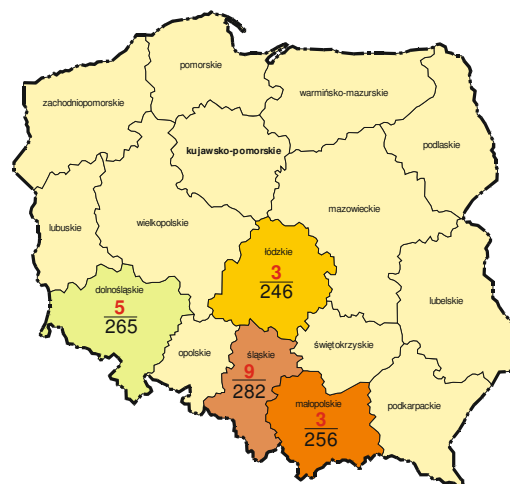 pomorskie
zachodniopomorskie
warmińsko-mazurskie
podlaskie
kujawsko-pomorskie
mazowieckie
wielkopolskie
lubuskie
łódzkie
3
246
dolnośląskie
5
265
lubelskie
opolskie
śląskie
9
282
świętokrzyskie
małopolskie
3
256
podkarpackie